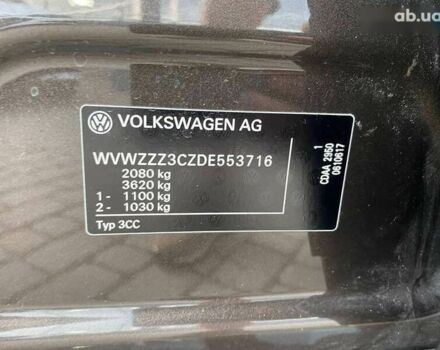 ab.ua
VOLKSWAGEN AG
WVWZZZ3CZDE553716
2080 kg
3620 kg
1 - 1100 kg
2 - 1030 kg
Typ 3CC
1
CDAA 2950
0610617